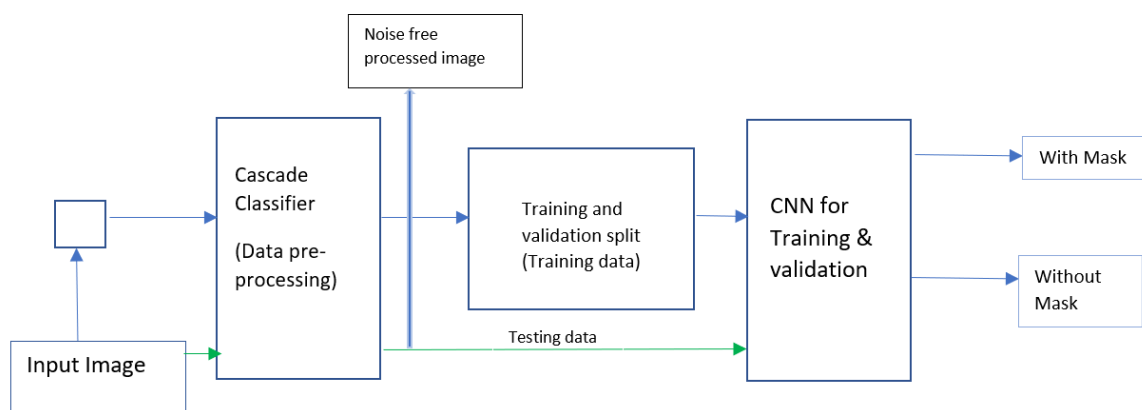 Noise free
processed image
Cascade
Classifier
(Data pre-
processing)
Training and
validation split
(Training data)
CNN for
Training &
validation
With Mask
Without
Mask
Input Image
Testing data